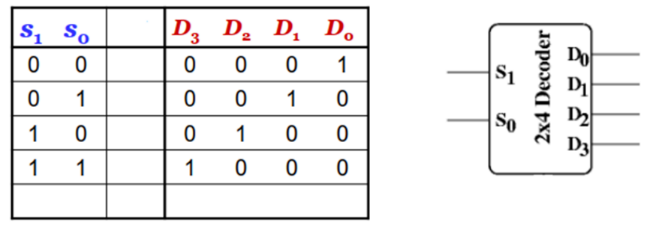 S₁ S₀ D₃ D₂ D₁ D₀
0 0 0 0 0 1
0 1 0 0 1 0
1 0 0 1 0 0
1 1 1 0 0 0
S₁
S₀
2x4 Decoder
D₀
D₁
D₂
D₃